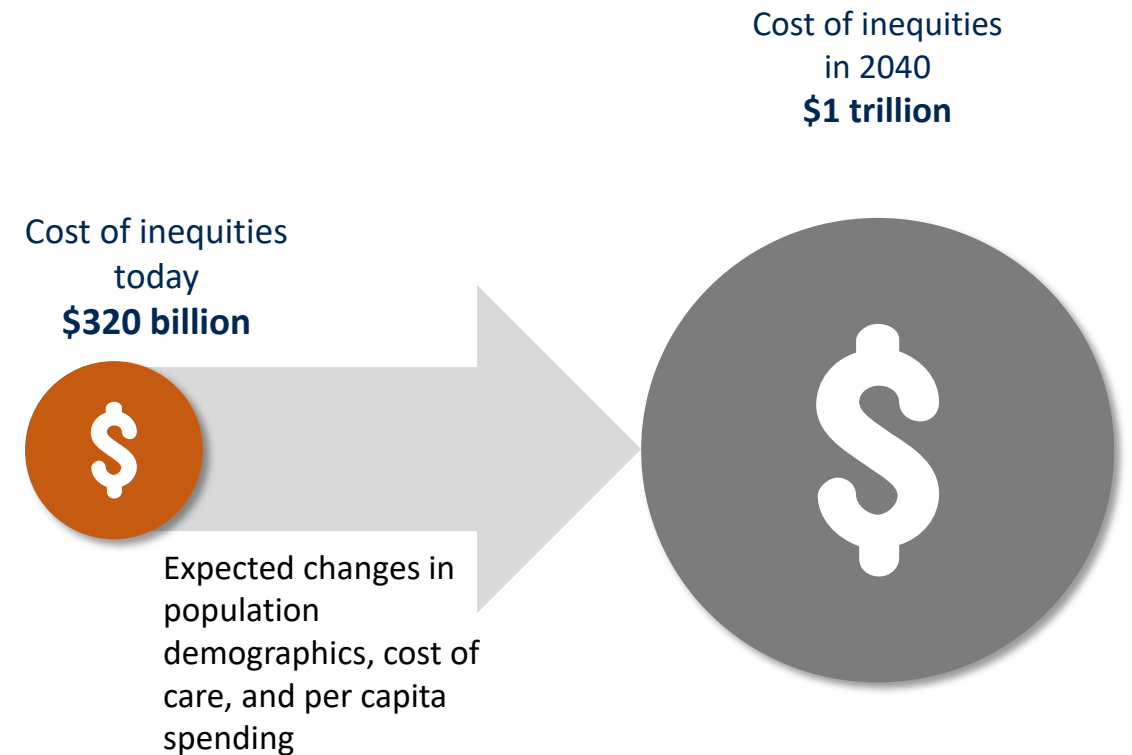 Cost of inequities
today
$320 billion
$
Expected changes in
population
demographics, cost of
care, and per capita
spending
Cost of inequities
in 2040
$1 trillion
$